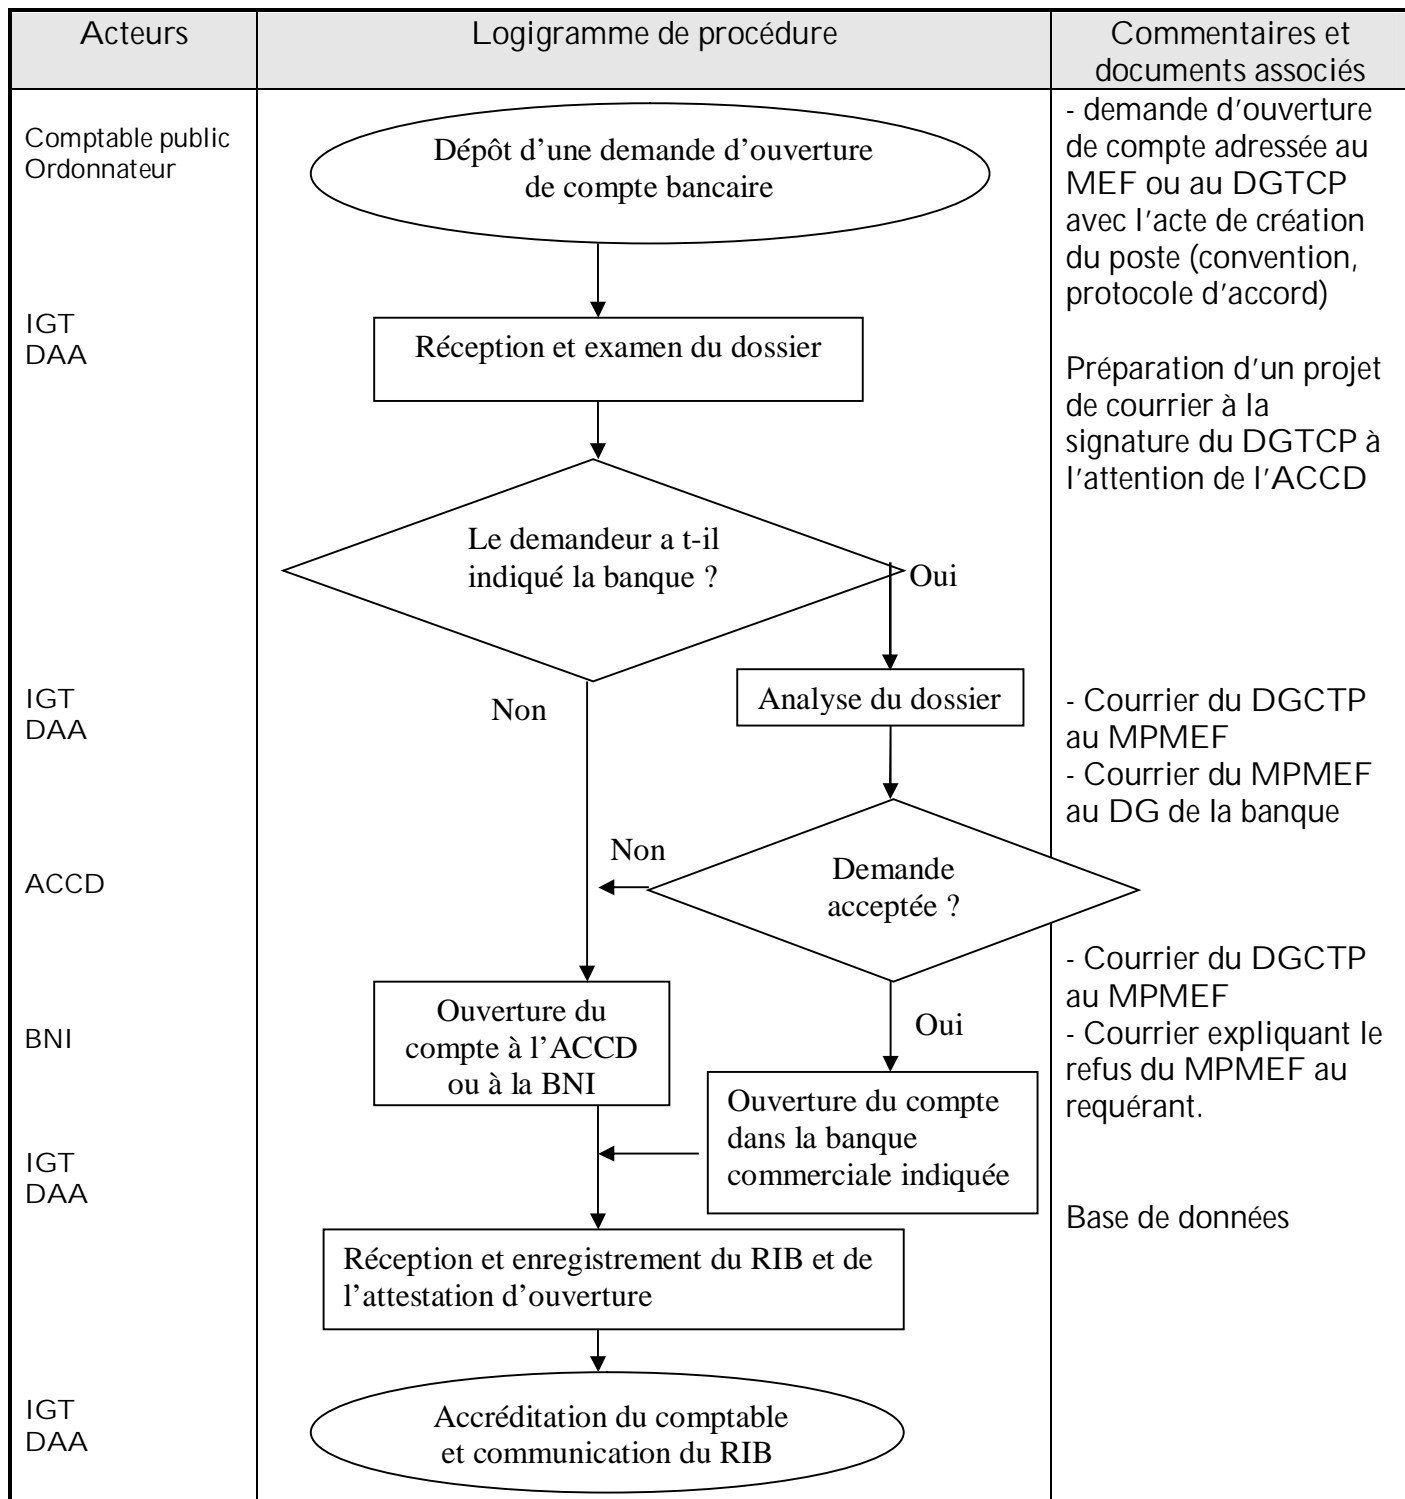 Acteurs
Logigramme de procédure
Commentaires et
documents associés
Comptable public
Ordonnateur
Dépôt d’une demande d’ouverture
de compte bancaire
- demande d’ouverture
de compte adressée au
MEF ou au DGTCP
avec l’acte de création
du poste (convention,
protocole d’accord)
IGT
DAA
Réception et examen du dossier
Préparation d’un projet
de courrier à la
signature du DGTCP à
l’attention de l’ACCD
Le demandeur a t-il
indiqué la banque ?
Oui
IGT
DAA
Non
Analyse du dossier
- Courrier du DGCTP
au MPMEF
- Courrier du MPMEF
au DG de la banque
ACCD
Non
Demande
acceptée ?
- Courrier du DGCTP
au MPMEF
- Courrier expliquant le
refus du MPMEF au
requérant.
BNI
Ouverture du
compte à l’ACCD
ou à la BNI
Oui
Ouverture du compte
dans la banque
commerciale indiquée
IGT
DAA
Base de données
Réception et enregistrement du RIB et de
l’attestation d’ouverture
IGT
DAA
Accréditation du comptable
et communication du RIB